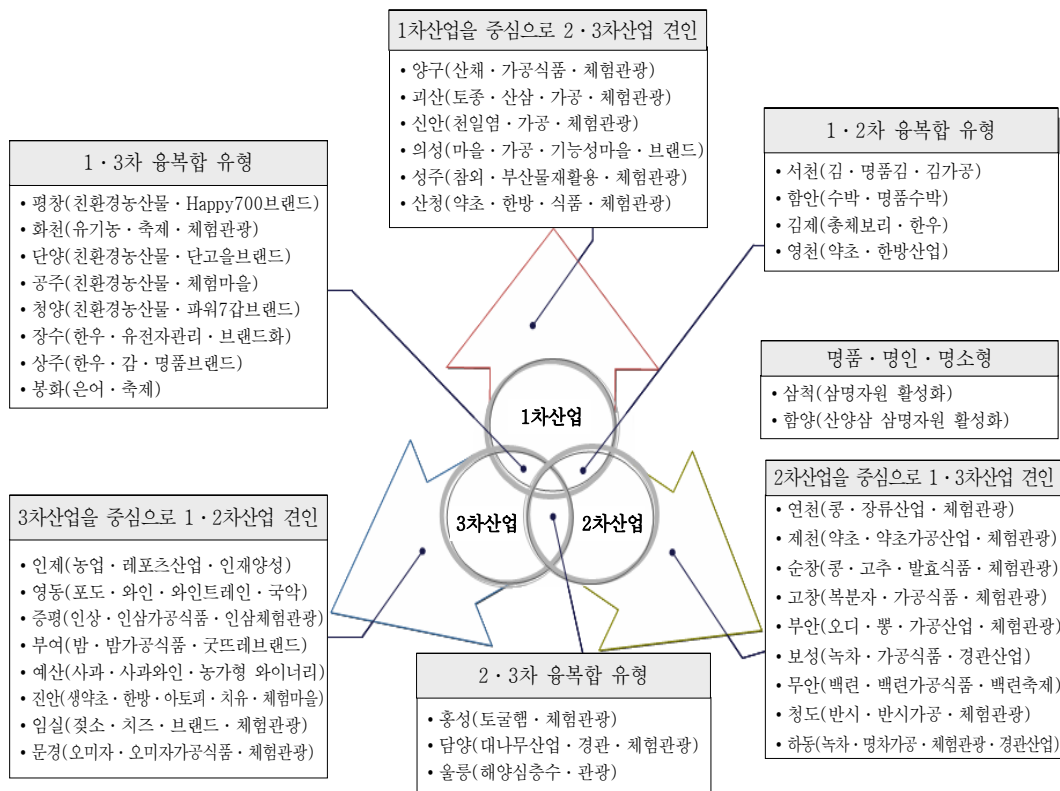 1차산업을 중심으로 2·3차산업 견인
• 양구(산채·가공식품·체험관광)
• 괴산(토종·산삼·가공·체험관광)
• 신안(천일염·가공·체험관광)
• 의성(마을·가공·기능성마을·브랜드)
• 성주(참외·부산물재활용·체험관광)
• 산청(약초·한방·식품·체험관광)
1·3차 융복합 유형
• 평창(친환경농산물·Happy700브랜드)
• 화천(유기농·축제·체험관광)
• 단양(친환경농산물·단고을브랜드)
• 공주(친환경농산물·체험마을)
• 청양(친환경농산물·파워7갑브랜드)
• 장수(한우·유전자관리·브랜드화)
• 상주(한우·감·명품브랜드)
• 봉화(은어·축제)
1·2차 융복합 유형
• 서천(김·명품김·김가공)
• 함안(수박·명품수박)
• 김제(총체보리·한우)
• 영천(약초·한방산업)
명품·명인·명소형
• 삼척(삼명자원 활성화)
• 함양(산양삼 삼명자원 활성화)
1차산업
3차산업
2차산업
3차산업을 중심으로 1·2차산업 견인
• 인제(농업·레포츠산업·인재양성)
• 영동(포도·와인·와인트레인·국악)
• 증평(인상·인삼가공식품·인삼체험관광)
• 부여(밤·밤가공식품·굿뜨레브랜드)
• 예산(사과·사과와인·농가형 와이너리)
• 진안(생약초·한방·아토피·치유·체험마을)
• 임실(젖소·치즈·브랜드·체험관광)
• 문경(오미자·오미자가공식품·체험관광)
2·3차 융복합 유형
• 홍성(토굴햄·체험관광)
• 담양(대나무산업·경관·체험관광)
• 울릉(해양심층수·관광)
2차산업을 중심으로 1·3차산업 견인
• 연천(콩·장류산업·체험관광)
• 제천(약초·약초가공산업·체험관광)
• 순창(콩·고추·발효식품·체험관광)
• 고창(복분자·가공식품·체험관광)
• 부안(오디·뽕·가공산업·체험관광)
• 보성(녹차·가공식품·경관산업)
• 무안(백련·백련가공식품·백련축제)
• 청도(반시·반시가공·체험관광)
• 하동(녹차·명차가공·체험관광·경관산업)